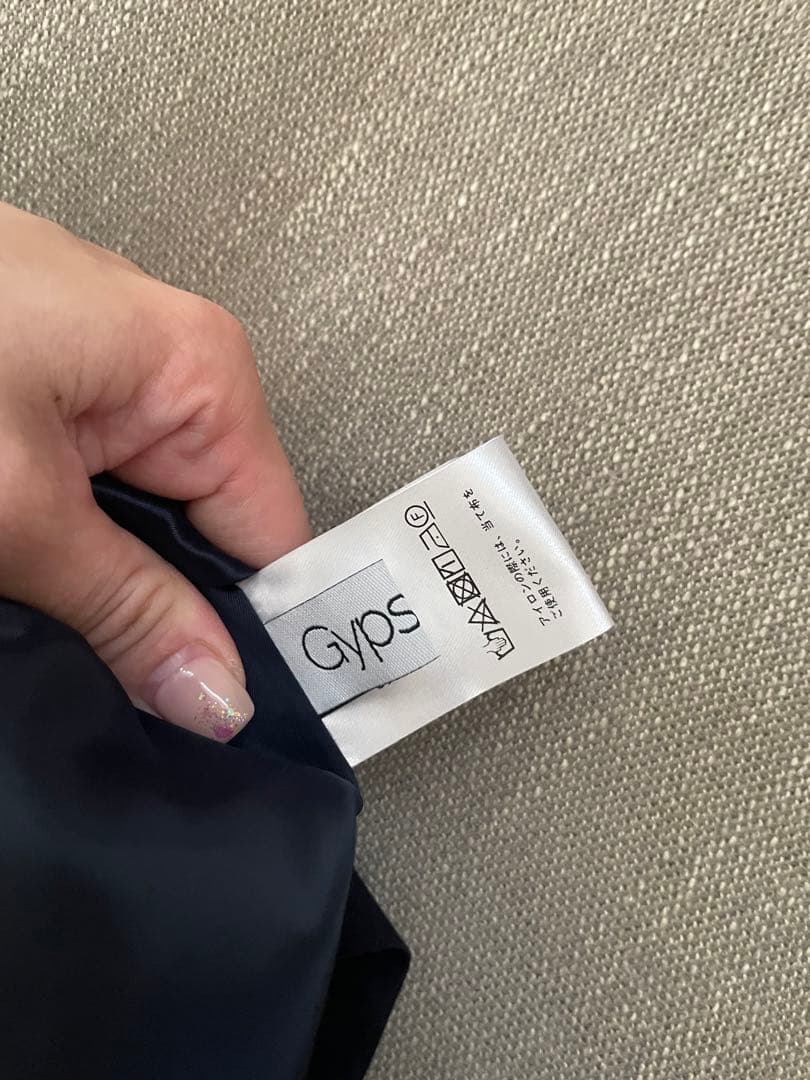 Gyps
F
アイロンの際には、当て布を
ご使用ください。